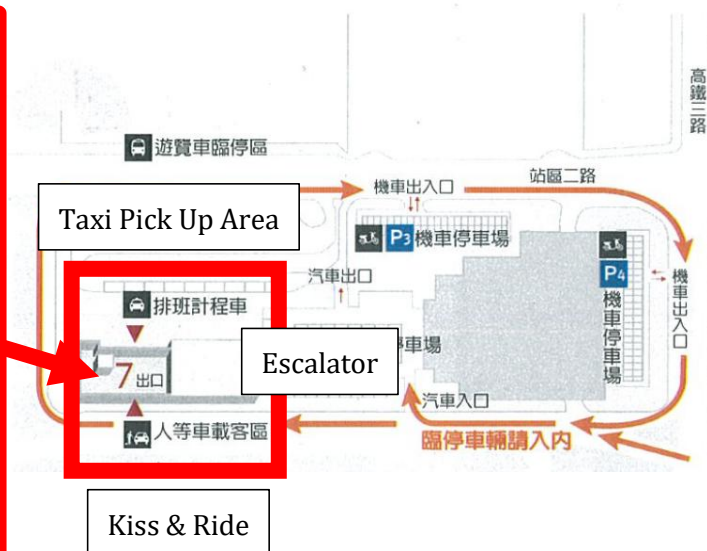 高鐵三路
遊覽車臨停區
站區二路
機車出入口
Taxi Pick Up Area
P3 機車停車場
P4
機車停車場
機車出入口
汽車出口
排班計程車
7 出口
Escalator
車場
汽車入口
人等車載客區
臨停車輛請入內
Kiss & Ride